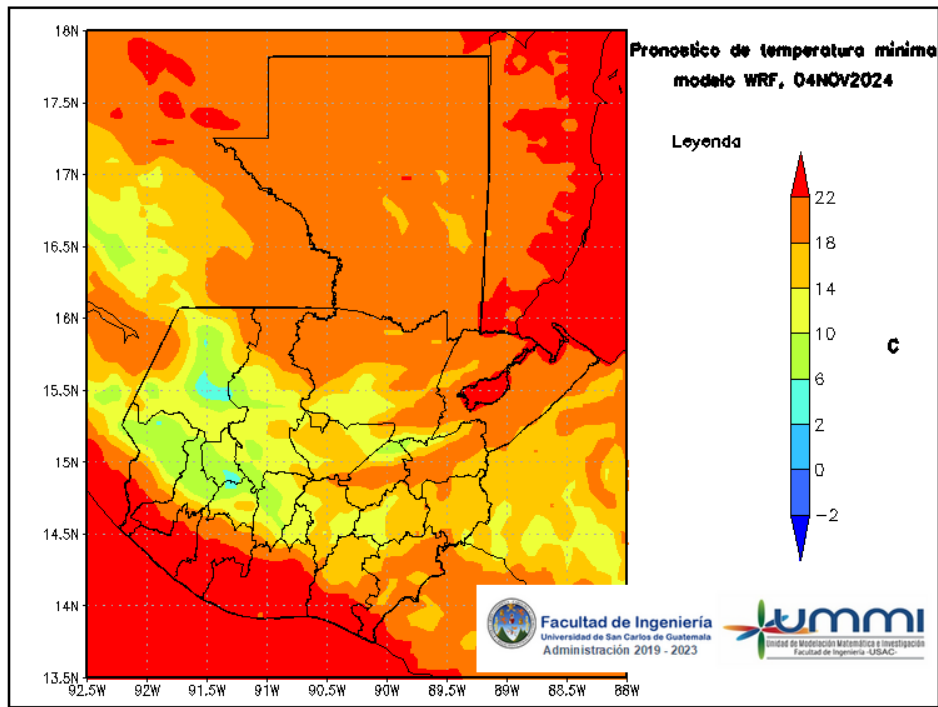 Pronostico de temperatura minima
modelo WRF, 04NOV2024
Leyenda
18N
17.5N
17N
16.5N
16N
15.5N
15N
14.5N
14N
13.5N
92.5W
92W
91.5W
91W
90.5W
90W
89.5W
89W
88.5W
88W
22
18
14
10
6
2
0
−2
C
Facultad de Ingeniería
Universidad de San Carlos de Guatemala
Administración 2019 - 2023
ummi
Unidad de Modelación Matemática e Investigación
Facultad de Ingeniería -USAC-